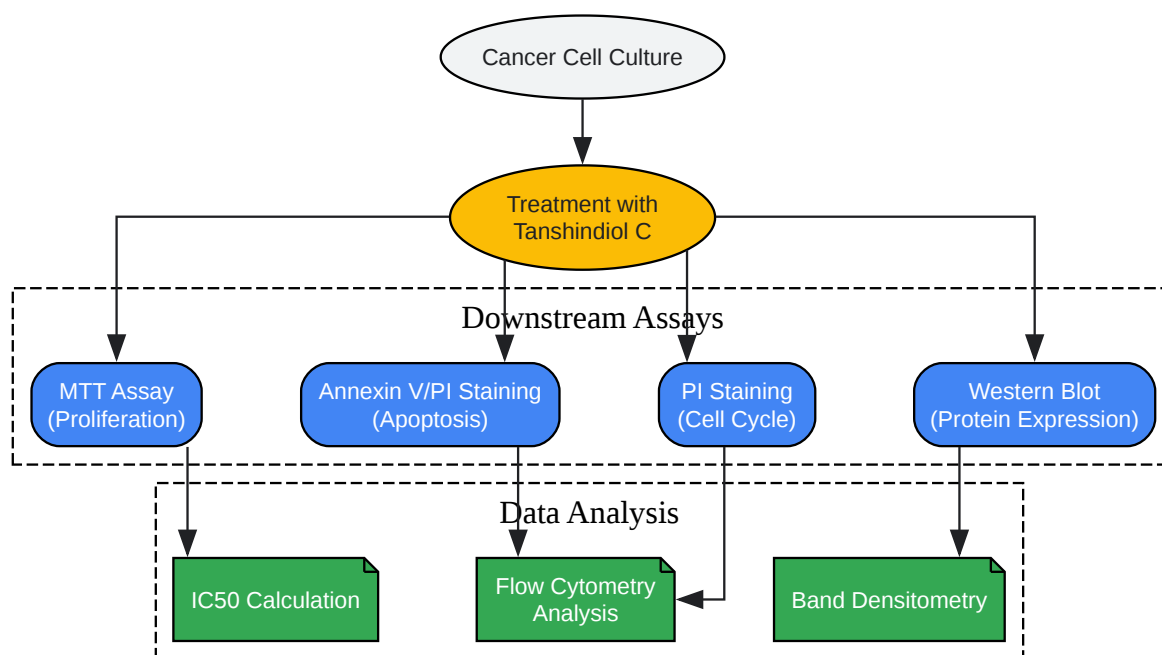 Cancer Cell Culture
Treatment with
Tanshindiol C
Downstream Assays
MTT Assay
(Proliferation)
Annexin V/PI Staining
(Apoptosis)
PI Staining
(Cell Cycle)
Western Blot
(Protein Expression)
Data Analysis
IC50 Calculation
Flow Cytometry
Analysis
Band Densitometry